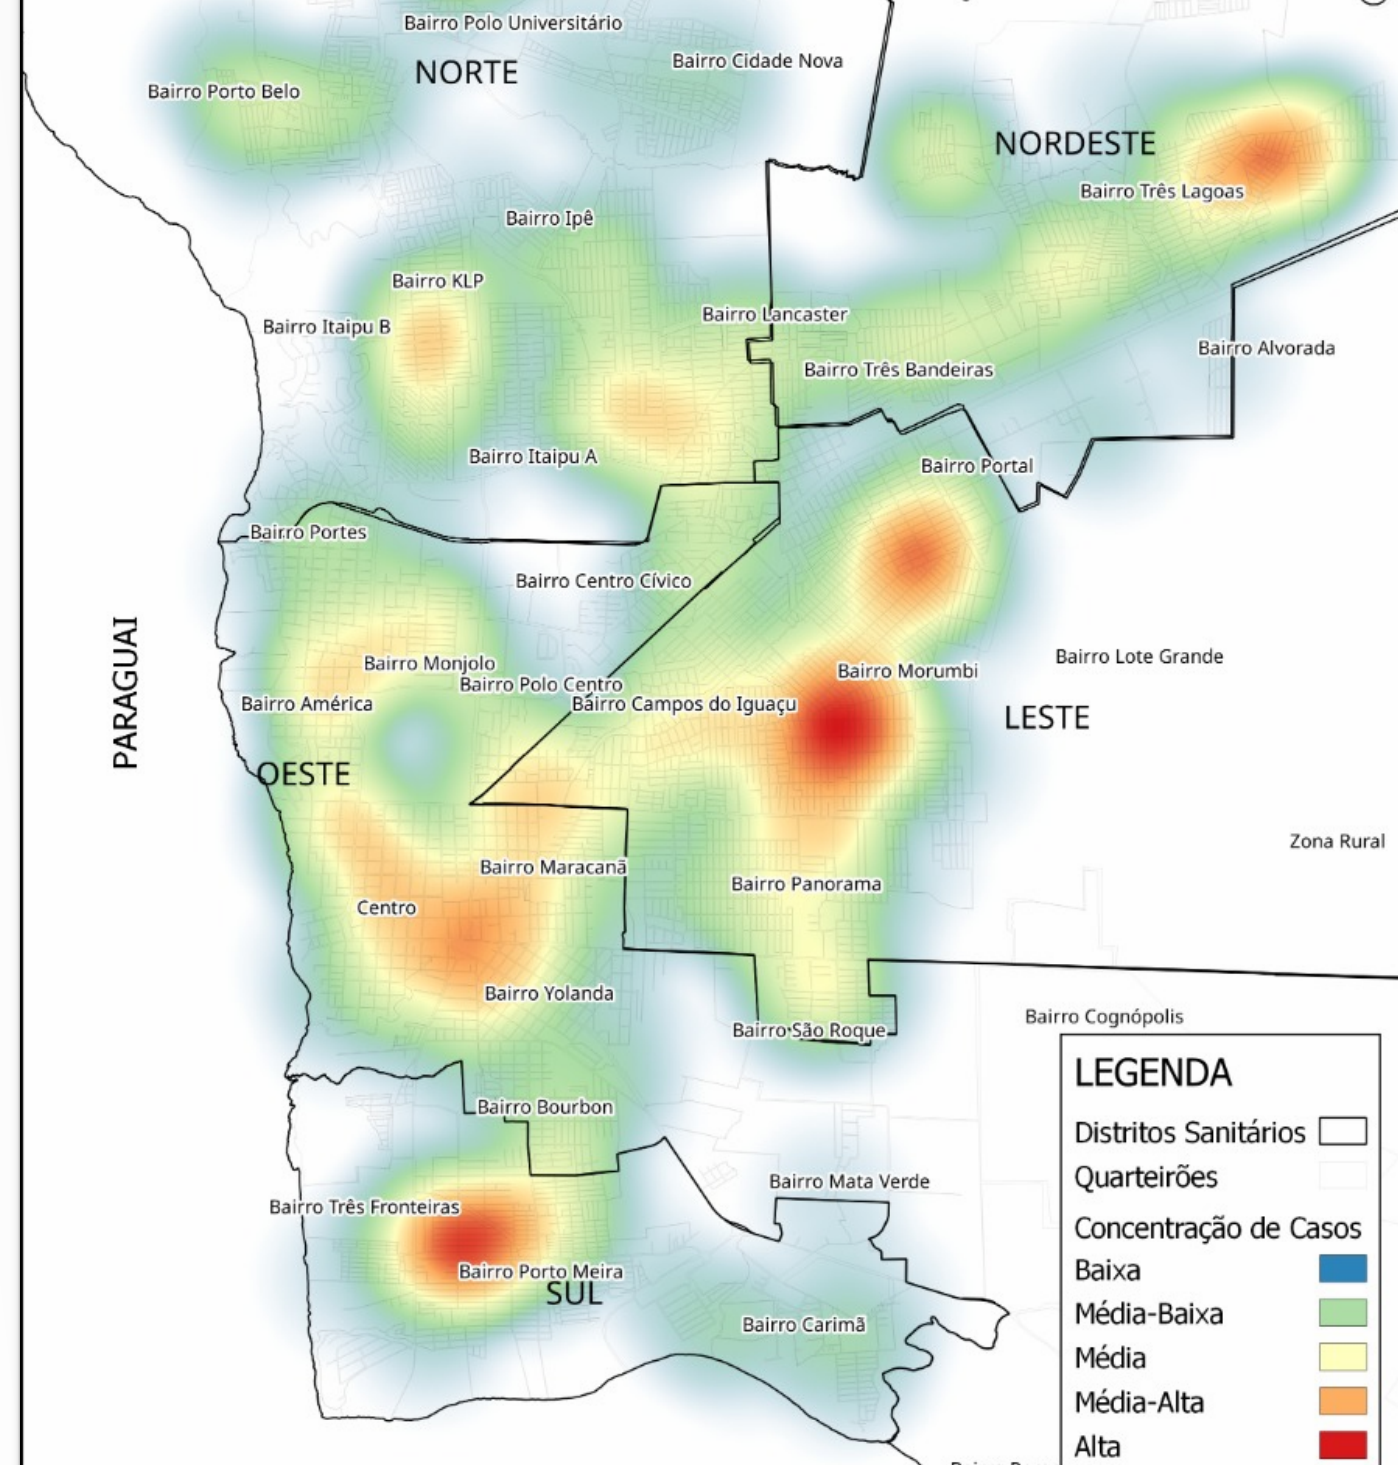 Bairro Polo Universitário
Bairro Cidade Nova
NORTE
Bairro Porto Belo
NORDESTE
Bairro Três Lagoas
Bairro Ipê
Bairro KLP
Bairro Lancaster
Bairro Itaipu B
Bairro Alvorada
Bairro Três Bandeiras
Bairro Itaipu A
Bairro Portal
Bairro Portes
Bairro Centro Cívico
PARAGUAI
Bairro Lote Grande
Bairro Monjolo
Bairro Morumbi
Bairro Polo Centro
Bairro América
Bairro Campos do Iguaçu
LESTE
OESTE
Zona Rural
Bairro Maracanã
Bairro Panorama
Centro
Bairro Yolanda
Bairro Cognópolis
Bairro São Roque
Bairro Bourbon
Bairro Mata Verde
Bairro Três Fronteiras
Bairro Porto Meira
SUL
Bairro Carimã
LEGENDA
Distritos Sanitários
Quarteirões
Concentração de Casos
Baixa
Média-Baixa
Média
Média-Alta
Alta